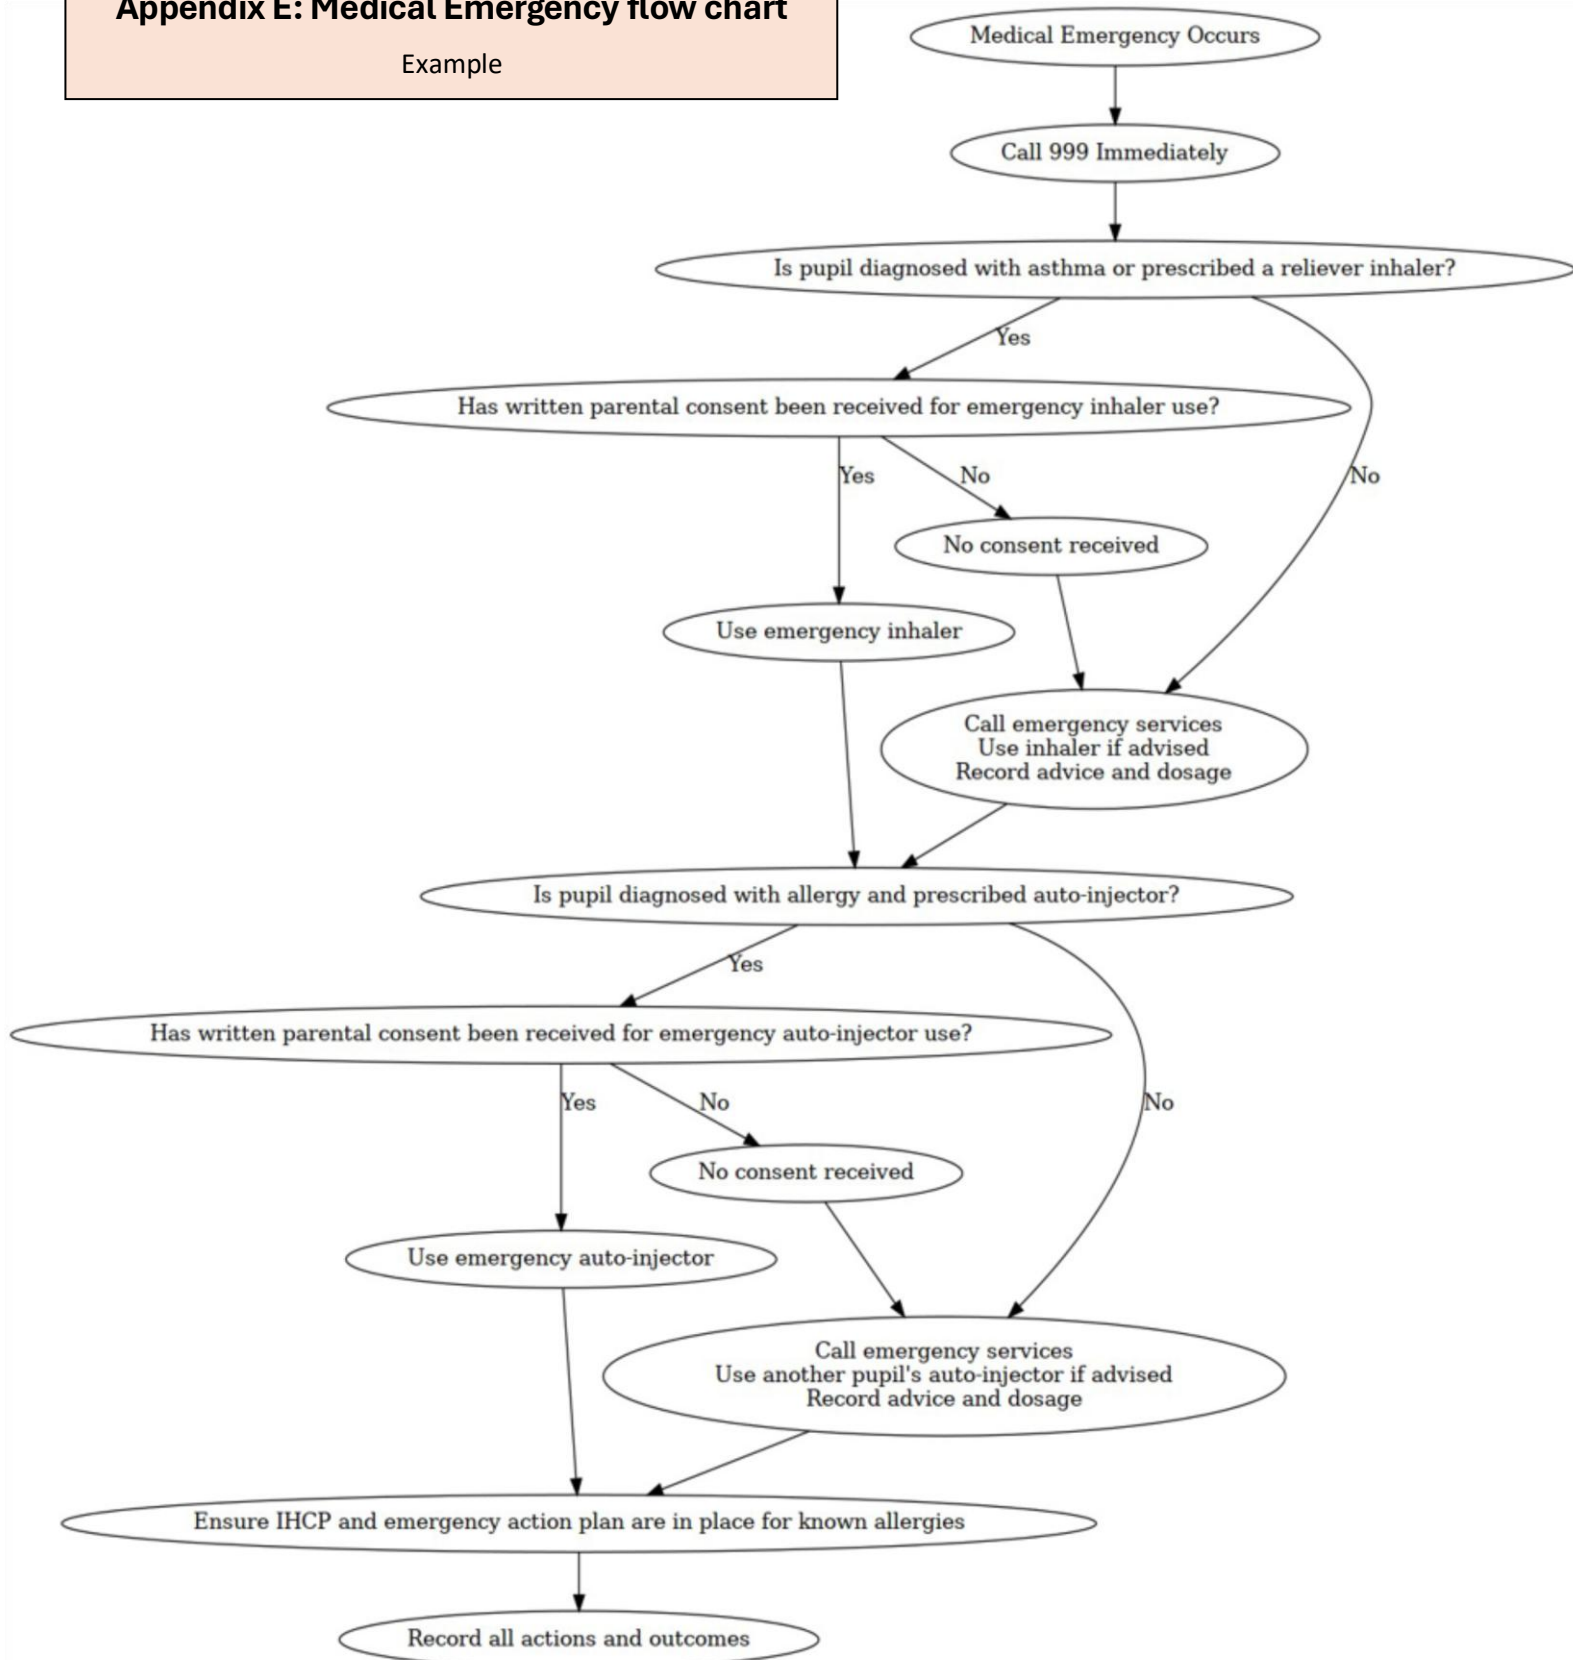 Appendix E: Medical Emergency flow chart
Example
Medical Emergency Occurs
Call 999 Immediately
Is pupil diagnosed with asthma or prescribed a reliever inhaler?
Yes
Has written parental consent been received for emergency inhaler use?
Yes
No
No
No consent received
Use emergency inhaler
Call emergency services
Use inhaler if advised
Record advice and dosage
Is pupil diagnosed with allergy and prescribed auto-injector?
Yes
Has written parental consent been received for emergency auto-injector use?
Yes
No
No
No consent received
Use emergency auto-injector
Call emergency services
Use another pupil's auto-injector if advised
Record advice and dosage
Ensure IHCP and emergency action plan are in place for known allergies
Record all actions and outcomes